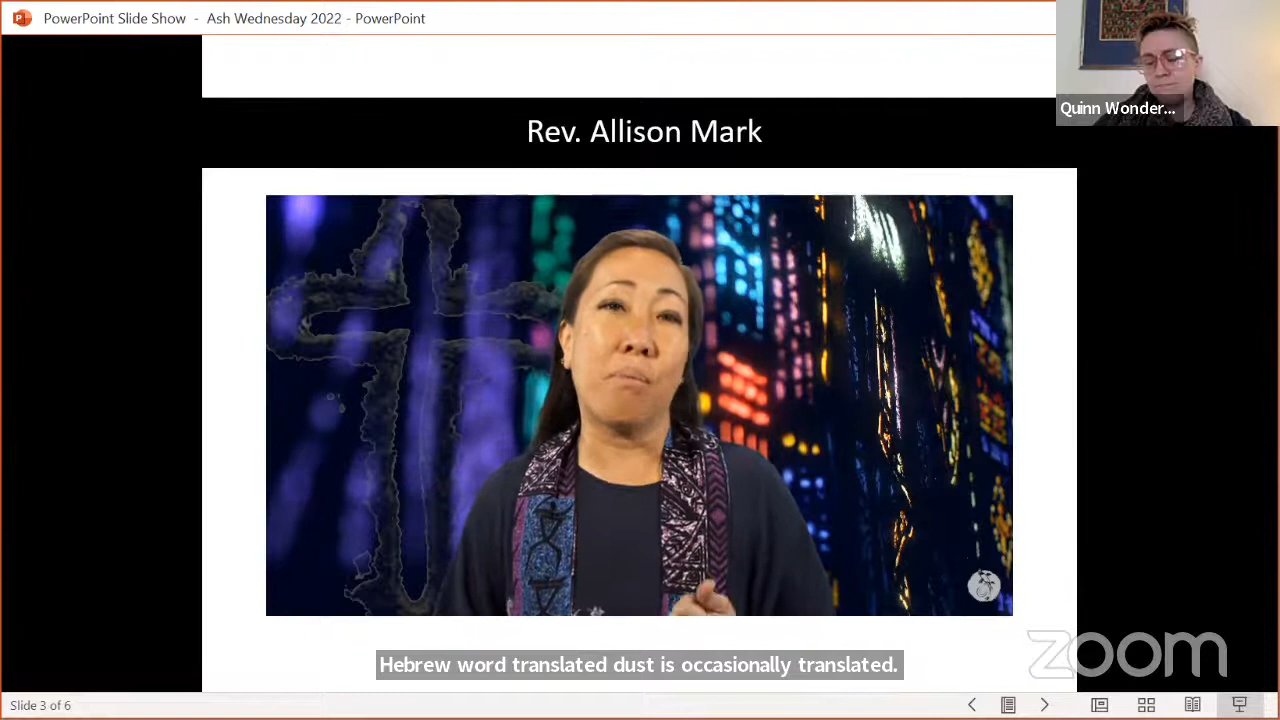 PowerPoint Slide Show - Ash Wednesday 2022 - PowerPoint
Quinn Wonder...
Rev. Allison Mark
Hebrew word translated dust is occasionally translated.
zoom
Slide 3 of 6